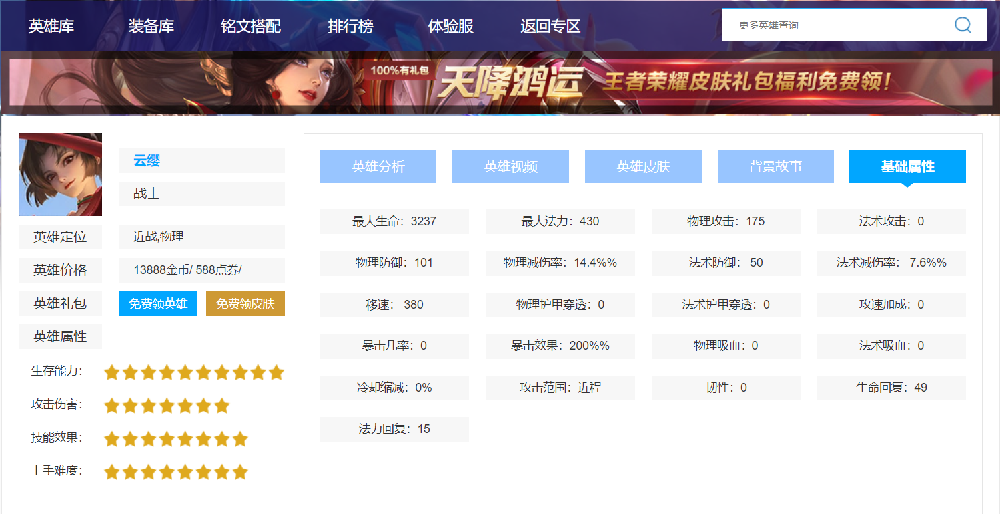 英雄库 装备库 铭文搭配 排行榜 体验服 返回专区 更多英雄查询
100%有礼包 天降鸿运 王者荣耀皮肤礼包福利免费领!
云缨
战士
英雄定位 近战,物理
英雄价格 13888金币/ 588点券/
英雄礼包 免费领英雄 免费领皮肤
英雄属性
生存能力：
攻击伤害：
技能效果：
上手难度：
英雄分析 英雄视频 英雄皮肤 背景故事 基础属性
最大生命：3237 最大法力：430 物理攻击：175 法术攻击：0
物理防御：101 物理减伤率：14.4%% 法术防御： 50 法术减伤率： 7.6%%
移速： 380 物理护甲穿透：0 法术护甲穿透：0 攻速加成：0
暴击几率：0 暴击效果：200%% 物理吸血：0 法术吸血：0
冷却缩减：0% 攻击范围：近程 韧性：0 生命回复：49
法力回复：15